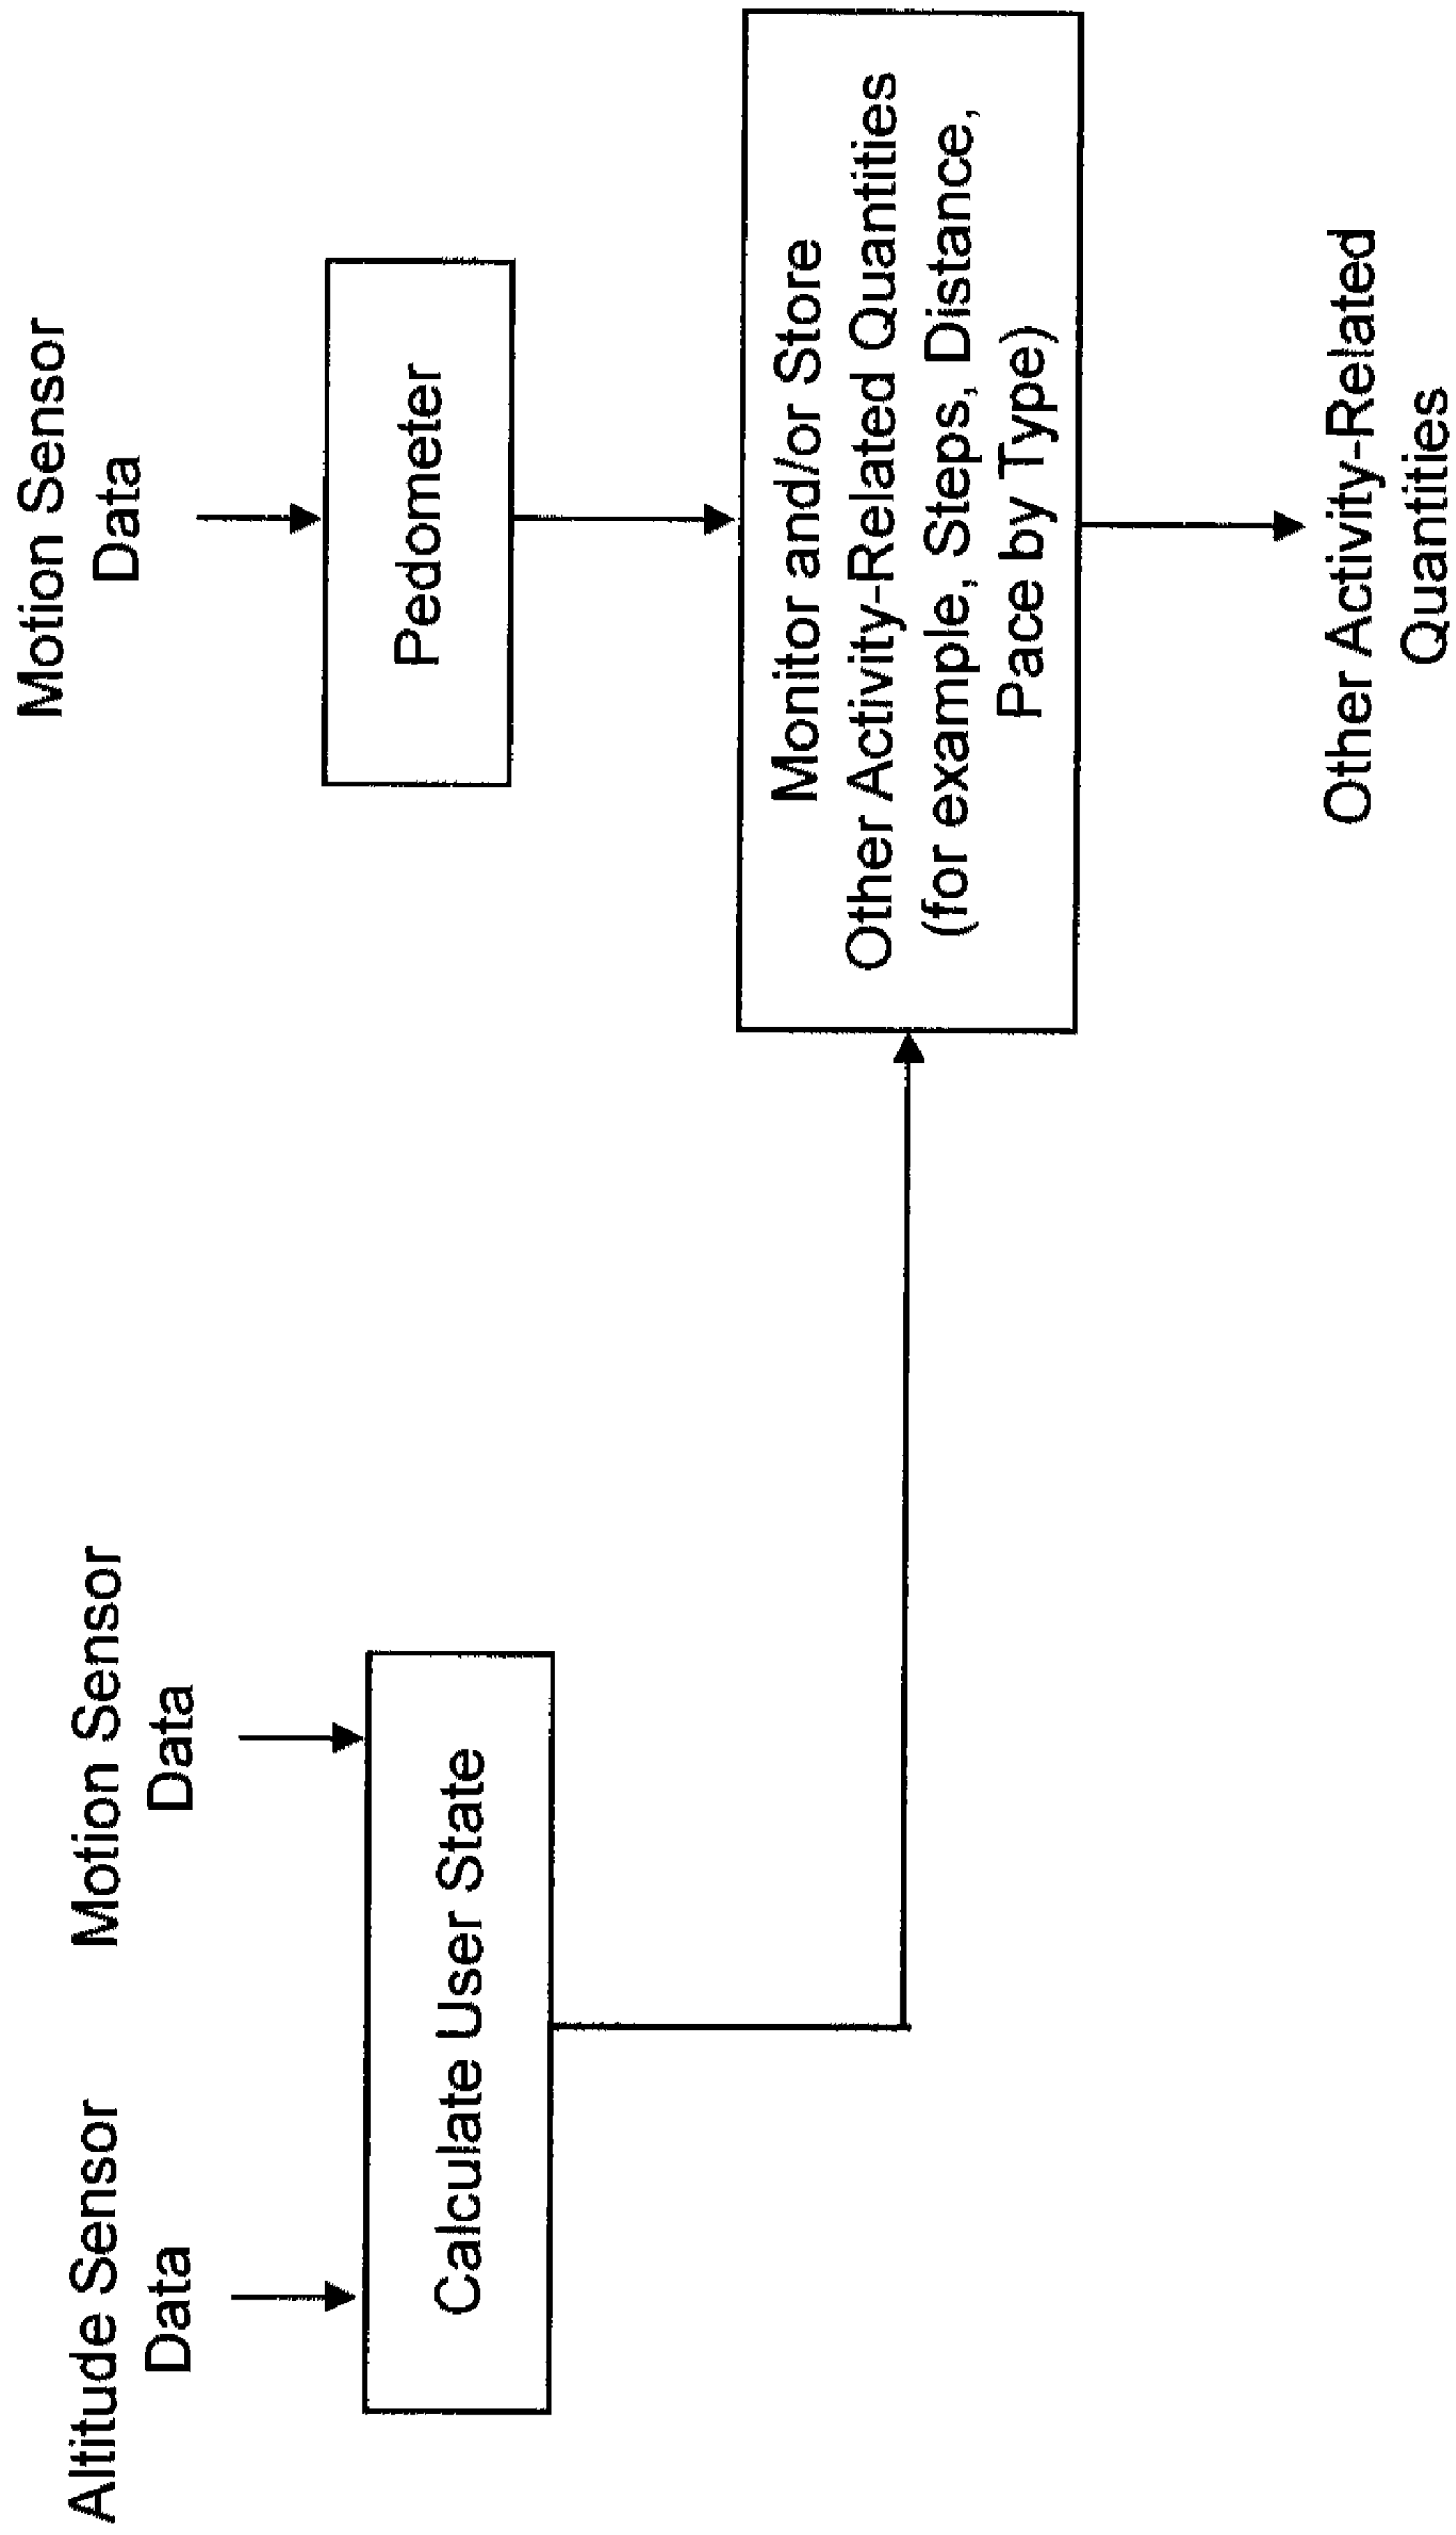 Altitude Sensor
Data
Motion Sensor
Data
Calculate User State
Motion Sensor
Data
Pedometer
Monitor and/or Store
Other Activity-Related Quantities
(for example, Steps, Distance,
Pace by Type)
Other Activity-Related
Quantities